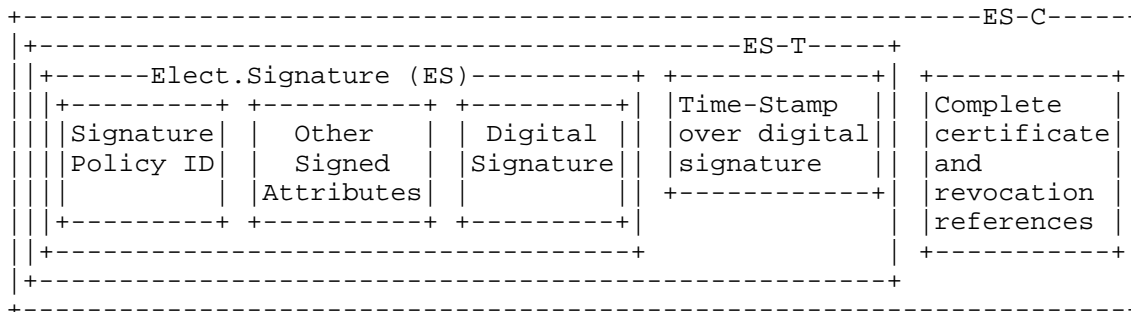 +------------------------------------------------------------ES-C-----
|+--------------------------------------------ES-T-----+
||+------Elect.Signature (ES)----------+ +------------+| +-----------+
|||+---------+ +----------+ +---------+| |Time-Stamp  || |Complete   |
||||Signature| |  Other   | | Digital || |over digital|| |certificate|
||||Policy ID| |  Signed  | |Signature|| |signature   || |and        |
||||         | |Attributes| |         || +------------+| |revocation |
|||+---------+ +----------+ +---------+|               | |references |
||+------------------------------------+               | +-----------+
|+-----------------------------------------------------+
+----------------------------------------------------------------------